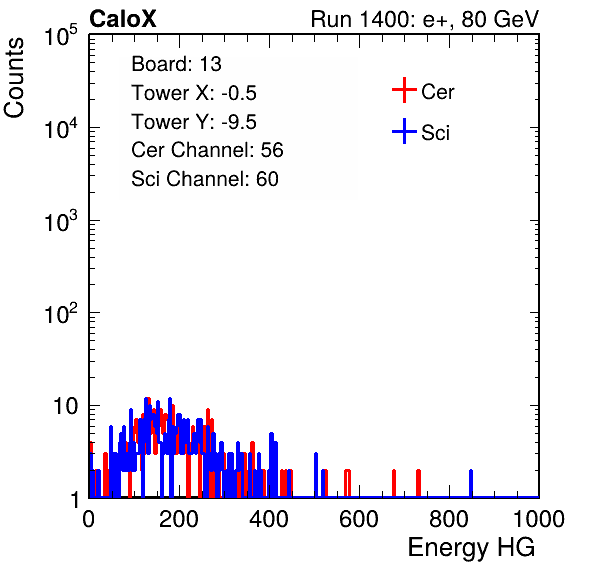 CaloX Run 1400: e+, 80 GeV
Counts
10^5
10^4
10^3
10^2
10
1
Board: 13
Tower X: -0.5
Tower Y: -9.5
Cer Channel: 56
Sci Channel: 60
Cer
Sci
0 200 400 600 800 1000
Energy HG